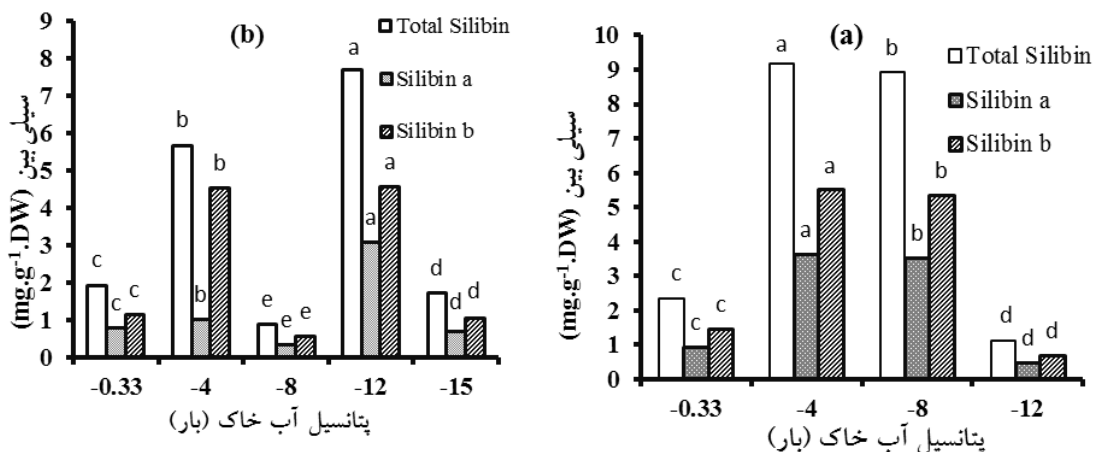 (b)
Total Silibin
Silibin a
Silibin b
سیلی بین (mg.g-1.DW)
9
8
7
6
5
4
3
2
1
0
c c c
b b b
e e e
a a a
d d d
-0.33 -4 -8 -12 -15
پتانسیل آب خاک (بار)
(a)
Total Silibin
Silibin a
Silibin b
سیلی بین (mg.g-1.DW)
10
9
8
7
6
5
4
3
2
1
0
c c c
a a a
b b b
d d d
-0.33 -4 -8 -12
پتانسیل آب خاک (بار)